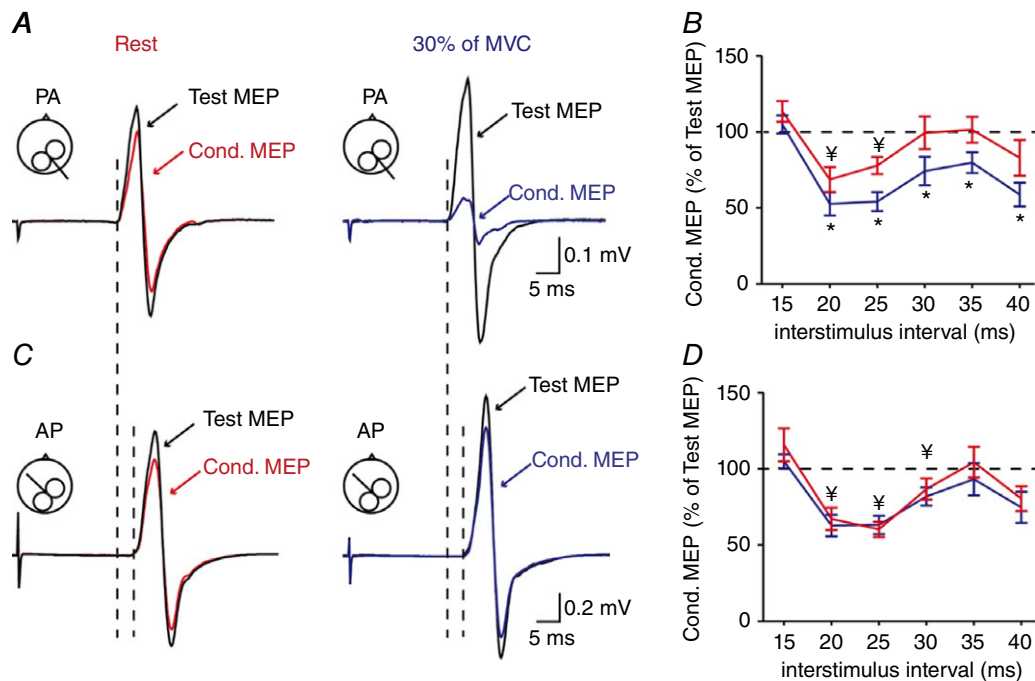 A
Rest
30% of MVC
PA
Test MEP
Cond. MEP
PA
Test MEP
Cond. MEP
0.1 mV
5 ms
B
Cond. MEP (% of Test MEP)
150
100
50
0
¥ ¥
* * * * *
15 20 25 30 35 40
interstimulus interval (ms)
C
AP
Test MEP
Cond. MEP
AP
Test MEP
Cond. MEP
0.2 mV
5 ms
D
Cond. MEP (% of Test MEP)
150
100
50
0
¥ ¥ ¥
15 20 25 30 35 40
interstimulus interval (ms)